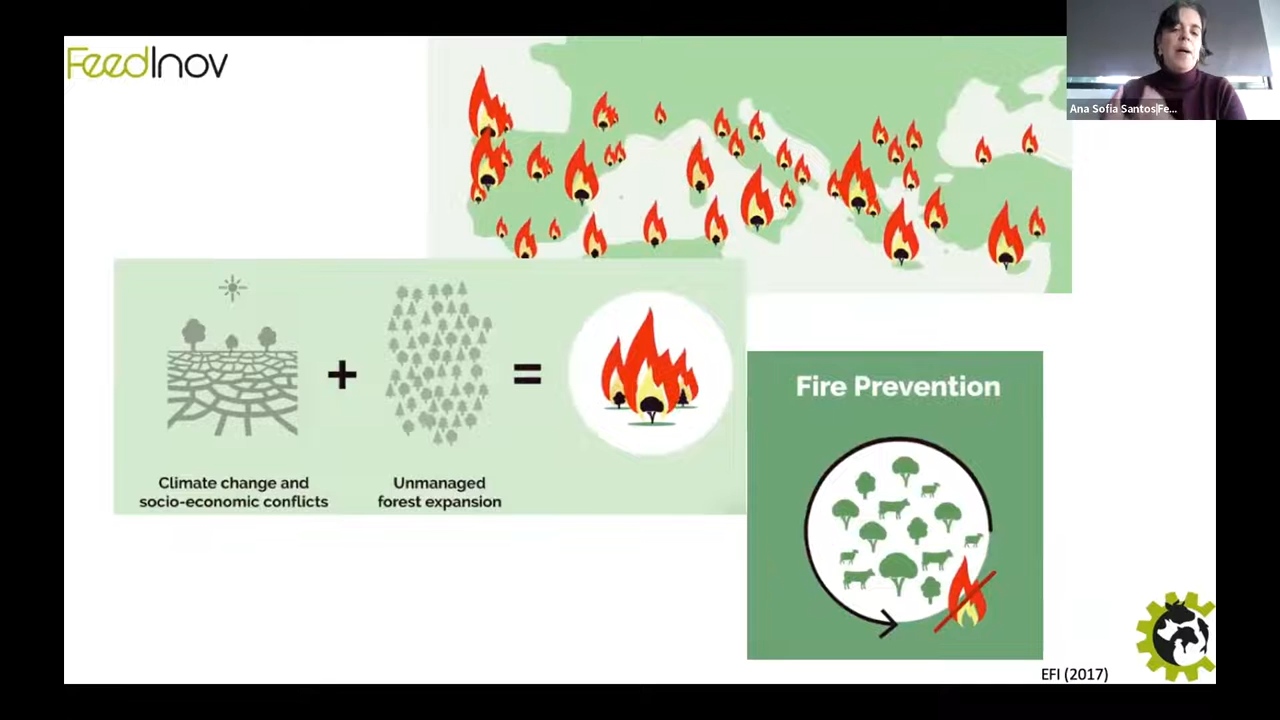 FeedInov
Ana Sofia Santos|Fe...
+
=
Climate change and
socio-economic conflicts
Unmanaged
forest expansion
Fire Prevention
EFI (2017)